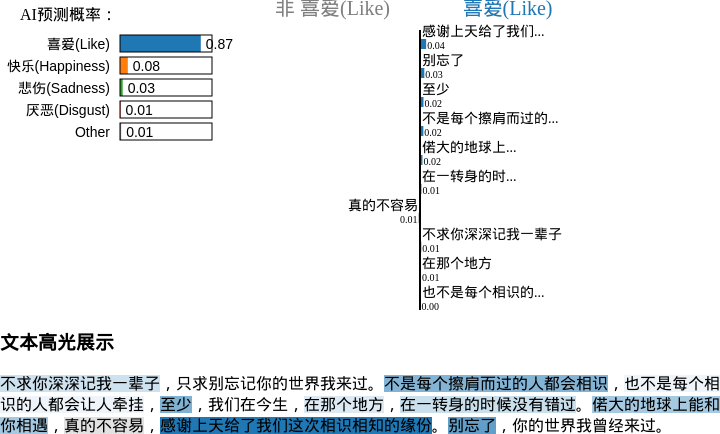 AI预测概率：
喜爱(Like) 0.87
快乐(Happiness) 0.08
悲伤(Sadness) 0.03
厌恶(Disgust) 0.01
Other 0.01
非 喜爱(Like) 喜爱(Like)
感谢上天给了我们...
0.04
别忘了
0.03
至少
0.02
不是每个擦肩而过的...
0.02
偌大的地球上...
0.02
在一转身的时...
0.01
真的不容易
0.01
不求你深深记我一辈子
0.01
在那个地方
0.01
也不是每个相识的...
0.00
文本高光展示
不求你深深记我一辈子，只求别忘记你的世界我来过。不是每个擦肩而过的人都会相识，也不是每个相
识的人都会让人牵挂，至少，我们在今生，在那个地方，在一转身的时候没有错过。偌大的地球上能和
你相遇，真的不容易，感谢上天给了我们这次相识相知的缘份。别忘了，你的世界我曾经来过。